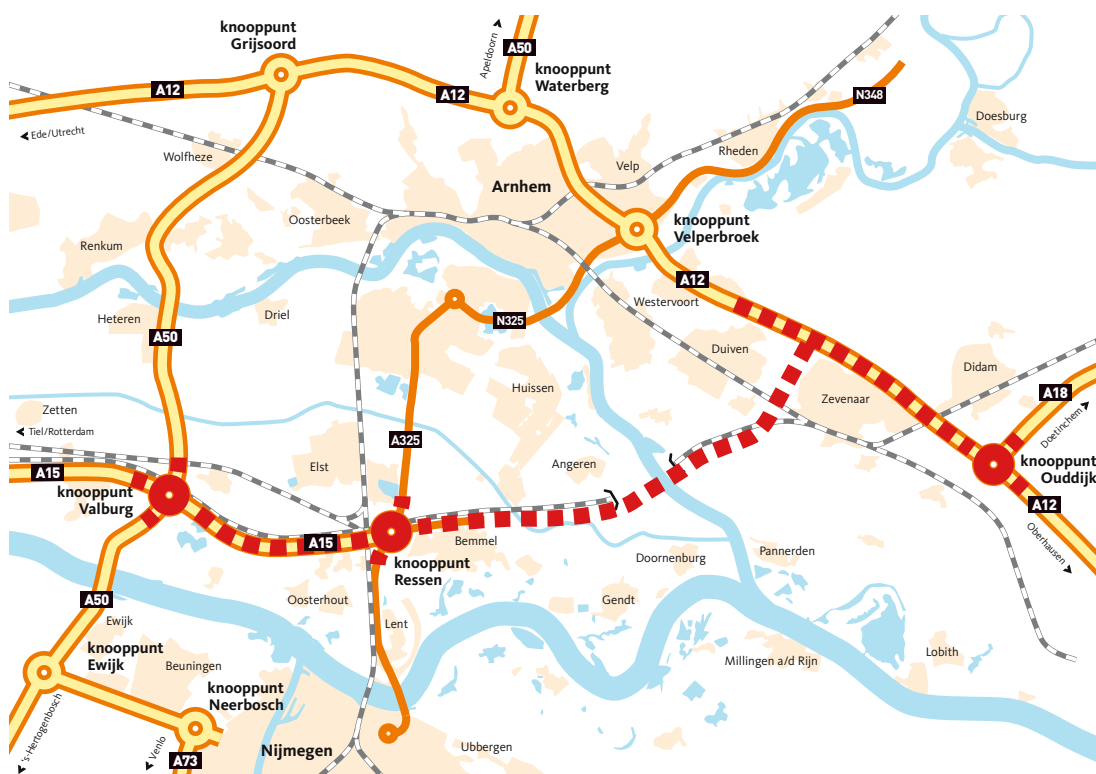 knooppunt
Grijsoord
Apeldoorn
A50
knooppunt
Waterberg
A12
A12
N348
Doesburg
Ede/Utrecht
Wolfheze
Velp
Rheden
Arnhem
Oosterbeek
knooppunt
Velperbroek
Renkum
A12
Westervoort
Heteren
Driel
N325
A50
Duiven
Didam
Huissen
Zevenaar
A18
Doetinchem
Zetten
Tiel/Rotterdam
A325
Elst
Angeren
A15
knooppunt
Valburg
knooppunt
Ouddijk
A12
Oberhausen
A15
Bemmel
knooppunt
Ressen
Doornenburg
Pannerden
A50
Oosterhout
Gendt
Ewijk
Lent
knooppunt
Ewijk
Beuningen
Millingen a/d Rijn
Lobith
knooppunt
Neerbosch
's-Hertogenbosch
Venlo
A73
Nijmegen
Ubbergen